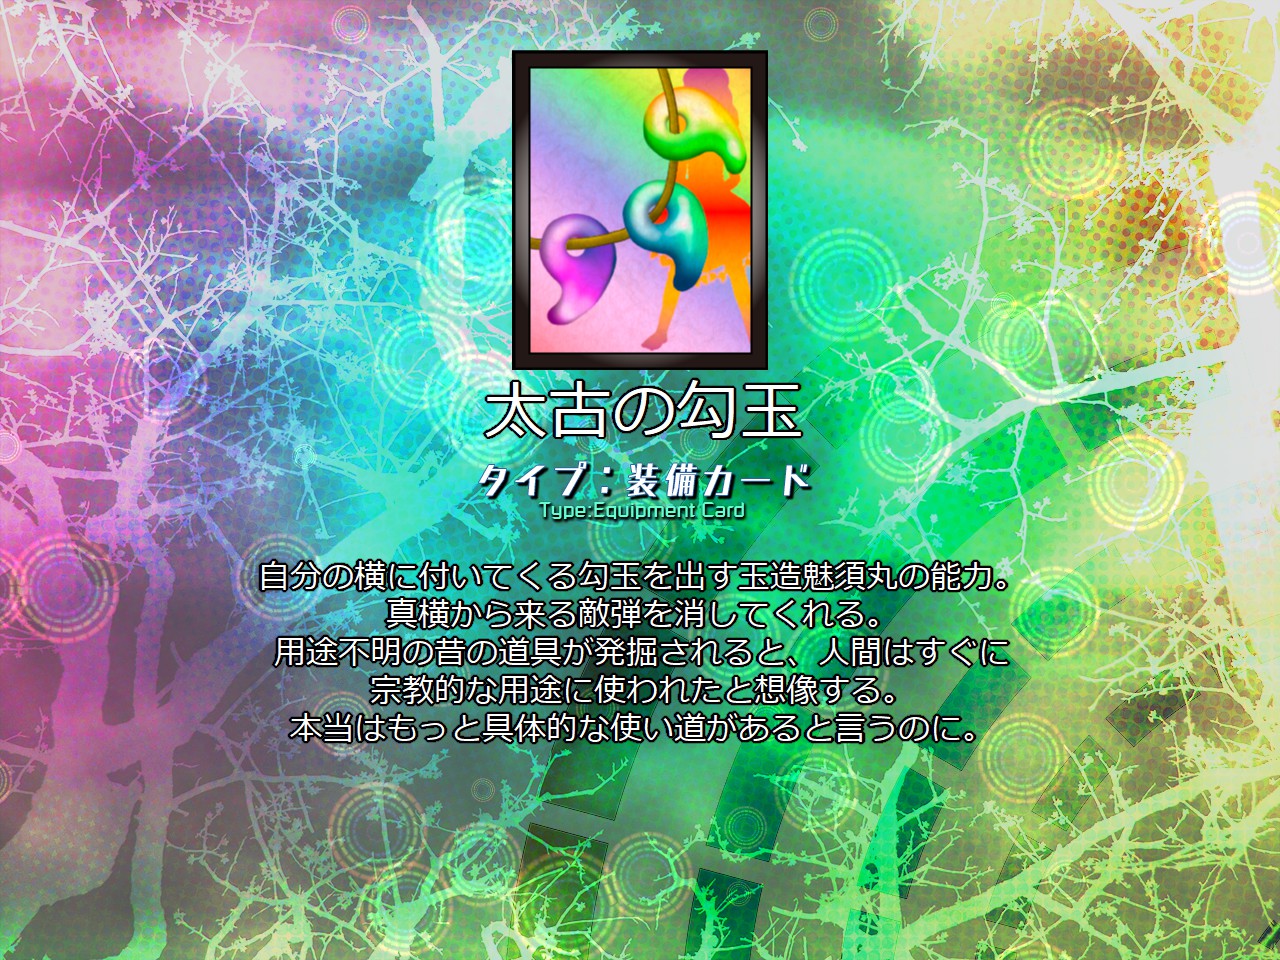 太古の勾玉
タイプ：装備カード
Type:Equipment Card
自分の横に付いてくる勾玉を出す玉造魅須丸の能力。
真横から来る敵弾を消してくれる。
用途不明の昔の道具が発掘されると、人間はすぐに
宗教的な用途に使われたと想像する。
本当はもっと具体的な使い道があると言うのに。